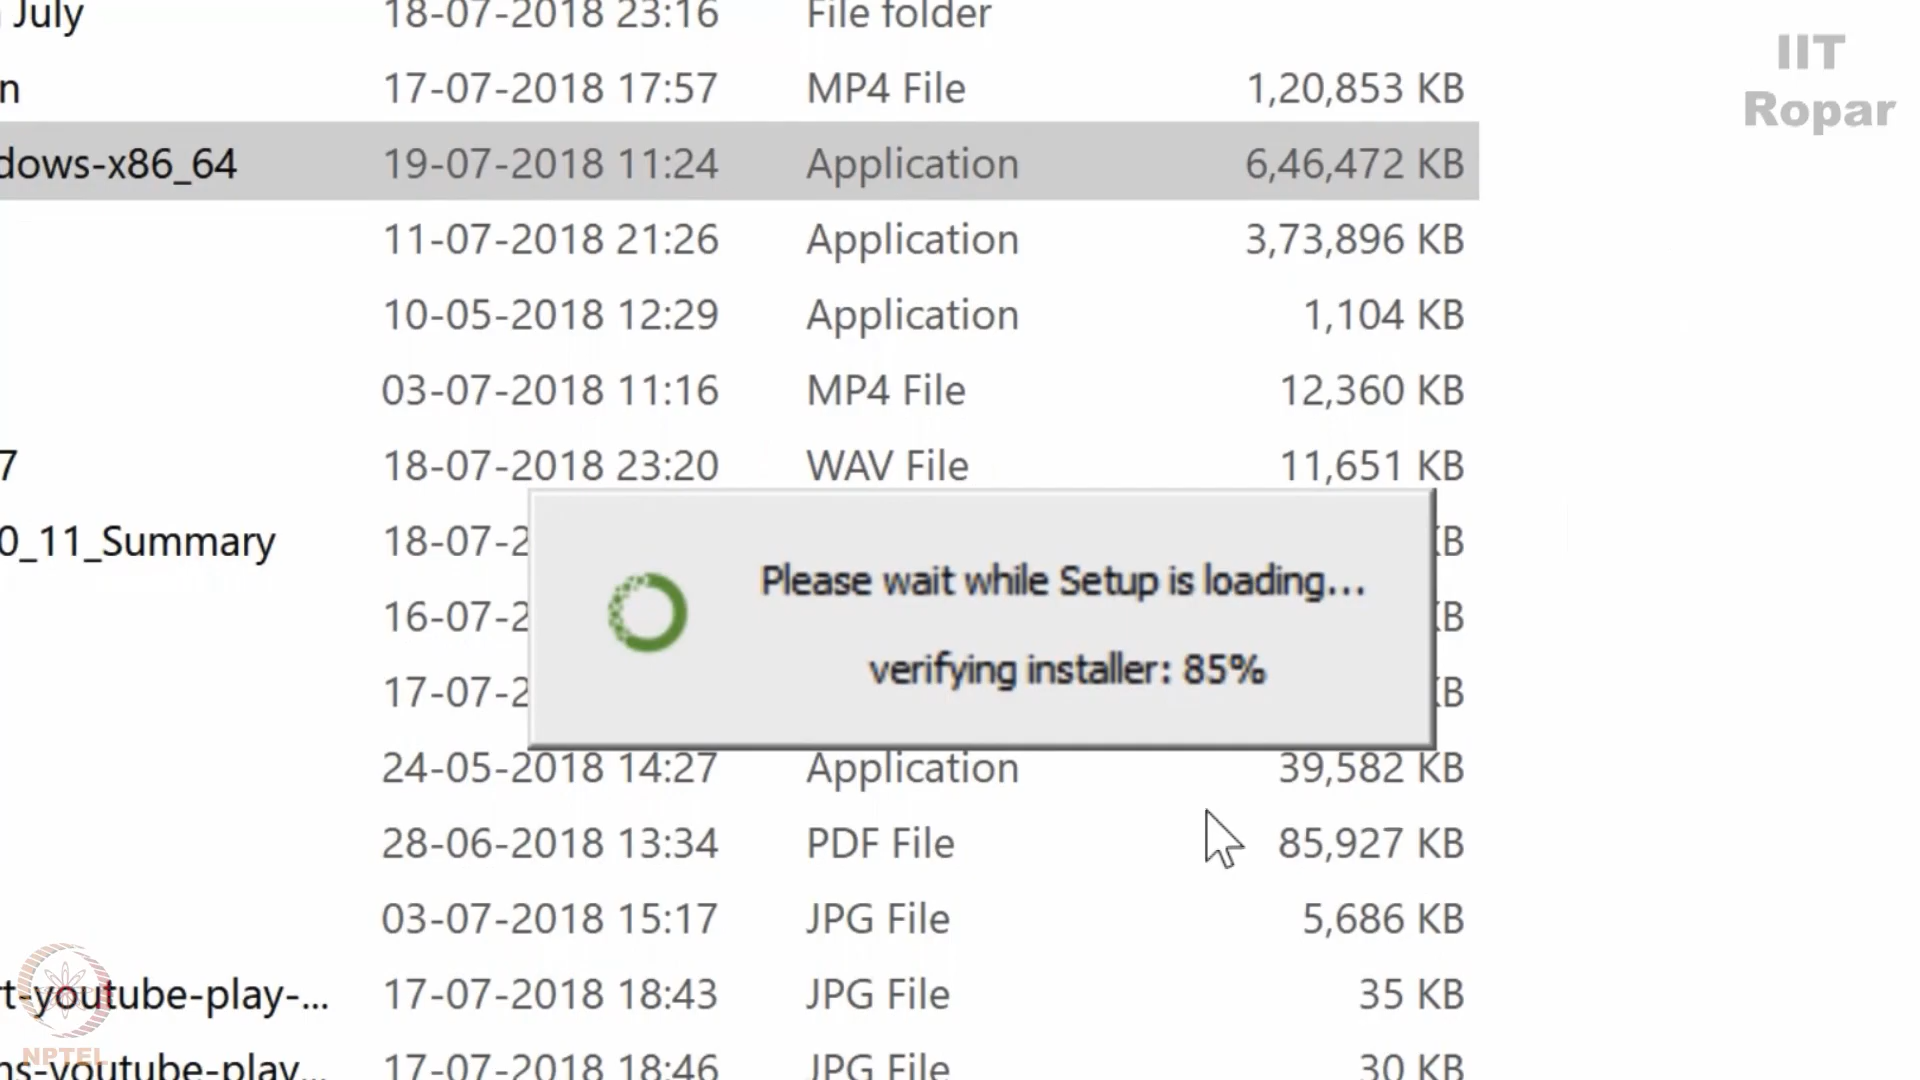 July 18-07-2018 23:16 File folder
n 17-07-2018 17:57 MP4 File 1,20,853 KB
dows-x86_64 19-07-2018 11:24 Application 6,46,472 KB
11-07-2018 21:26 Application 3,73,896 KB
10-05-2018 12:29 Application 1,104 KB
03-07-2018 11:16 MP4 File 12,360 KB
7 18-07-2018 23:20 WAV File 11,651 KB
0_11_Summary 18-07-2 KB
16-07-2 KB
17-07-2 KB
Please wait while Setup is loading...
verifying installer: 85%
24-05-2018 14:27 Application 39,582 KB
28-06-2018 13:34 PDF File 85,927 KB
03-07-2018 15:17 JPG File 5,686 KB
t-youtube-play-... 17-07-2018 18:43 JPG File 35 KB
ns-youtube-play... 17-07-2018 18:46 JPG File 30 KB
IIT
Ropar
NPTEL